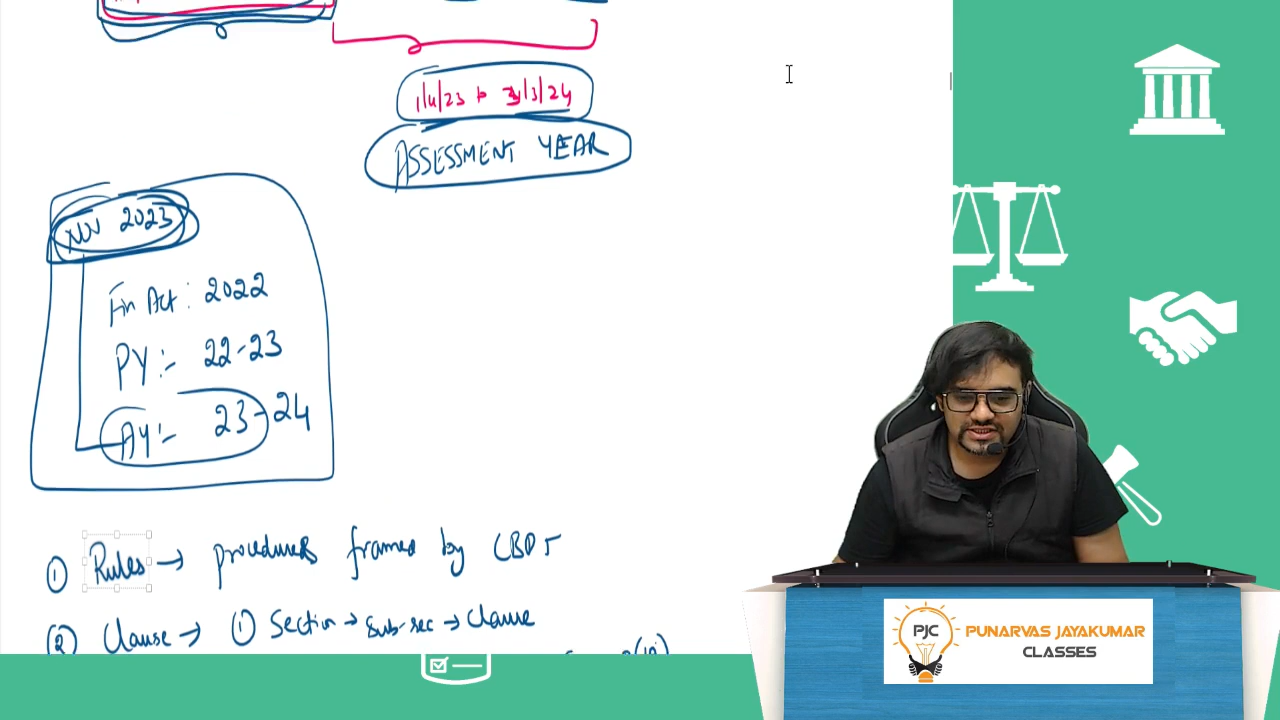 1/4/23 to 31/3/24
ASSESSMENT YEAR
NOV 2023
Fin Act: 2022
PY:- 22-23
AY:- 23-24
① Rules → procedures framed by CBDT
② Clause → ① Section → Sub-sec → Clause
PJC
PUNARVAS JAYAKUMAR
CLASSES